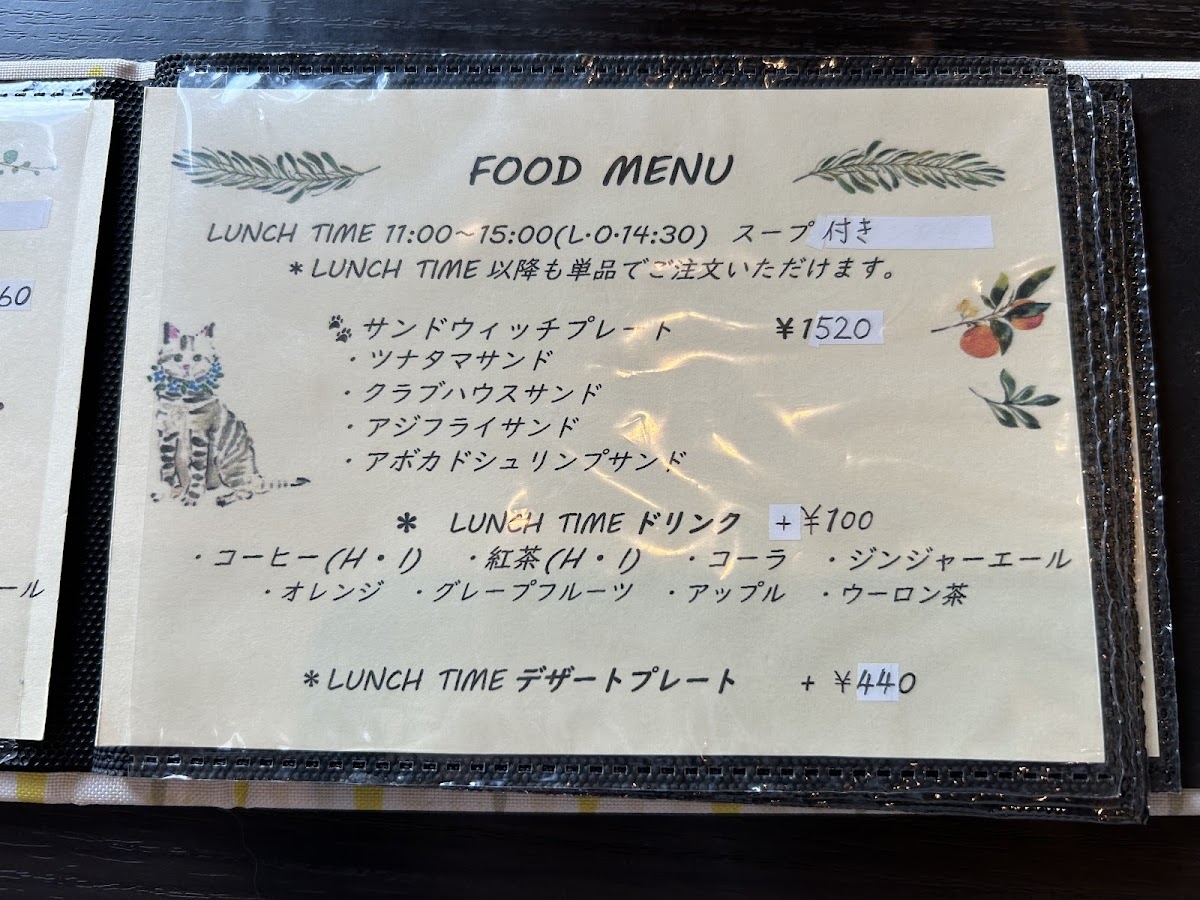 FOOD MENU
LUNCH TIME 11:00~15:00(L·O·14:30) スープ付き
*LUNCH TIME 以降も単品でご注文いただけます。
サンドウィッチプレート ¥1520
・ツナタマサンド
・クラブハウスサンド
・アジフライサンド
・アボカドシュリンプサンド
* LUNCH TIME ドリンク +¥100
・コーヒー(H・I) ・紅茶(H・I) ・コーラ ・ジンジャーエール
・オレンジ ・グレープフルーツ ・アップル ・ウーロン茶
*LUNCH TIME デザートプレート + ¥440
60
ール